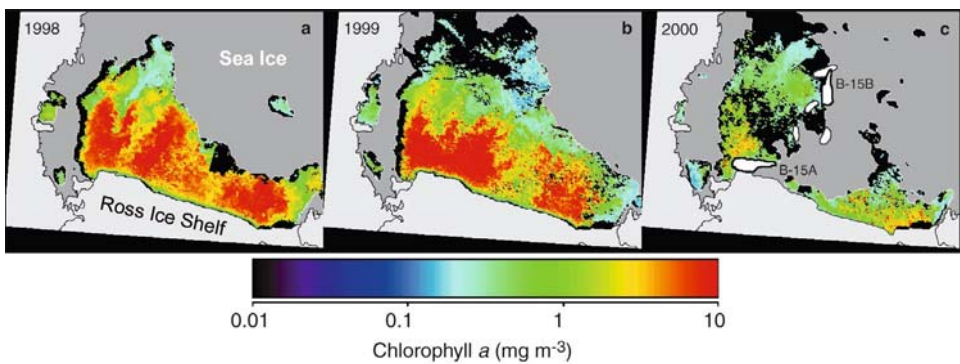 1998
a
Sea Ice
Ross Ice Shelf
1999
b
2000
c
B-15B
B-15A
0.01 0.1 1 10
Chlorophyll a (mg m⁻³)